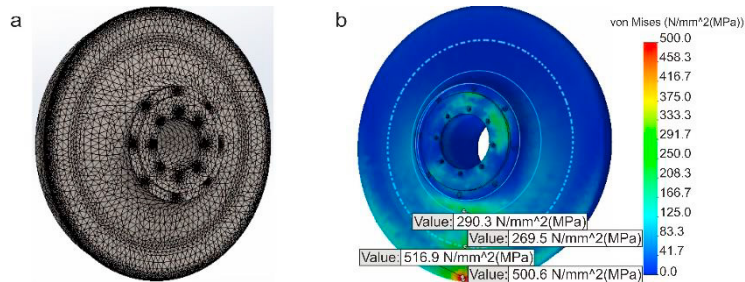 a
b
von Mises (N/mm^2(MPa))
500.0
458.3
416.7
375.0
333.3
291.7
250.0
208.3
166.7
125.0
83.3
41.7
0.0
Value: 290.3 N/mm^2(MPa)
Value: 269.5 N/mm^2(MPa)
Value: 516.9 N/mm^2(MPa)
Value: 500.6 N/mm^2(MPa)